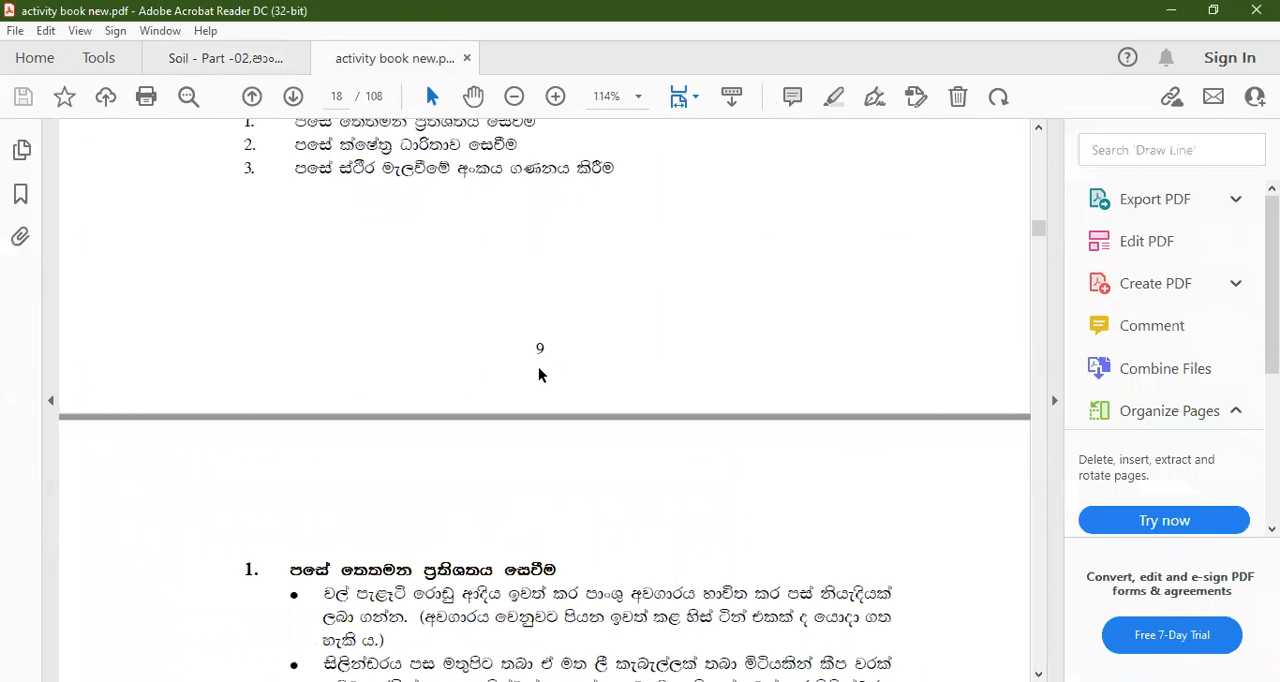 activity book new.pdf - Adobe Acrobat Reader DC (32-bit)
File Edit View Sign Window Help
Home Tools Soil - Part -02,පාං... activity book new.p... × Sign In
18 / 108 114%
Search 'Draw Line'
1. පසේ තෙතමන ප්‍රතිශතය සෙවීම
2. පසේ ක්ෂේත්‍ර ධාරිතාව සෙවීම
3. පසේ ස්ථිර මැලවීමේ අංකය ගණනය කිරීම
9
1. පසේ තෙතමන ප්‍රතිශතය සෙවීම
• වල් පැළෑටි රොඩු ආදිය ඉවත් කර පාංශු අවගාරය භාවිත කර පස් නියැදියක්
ලබා ගන්න. (අවගාරය වෙනුවට පියන ඉවත් කළ හිස් ටින් එකක් ද යොදා ගත
හැකි ය.)
• සිලින්ඩරය පස මතුපිට තබා ඒ මත ලී කැබැල්ලක් තබා මිටියකින් කීප වරක්
Export PDF
Edit PDF
Create PDF
Comment
Combine Files
Organize Pages
Delete, insert, extract and
rotate pages.
Try now
Convert, edit and e-sign PDF
forms & agreements
Free 7-Day Trial